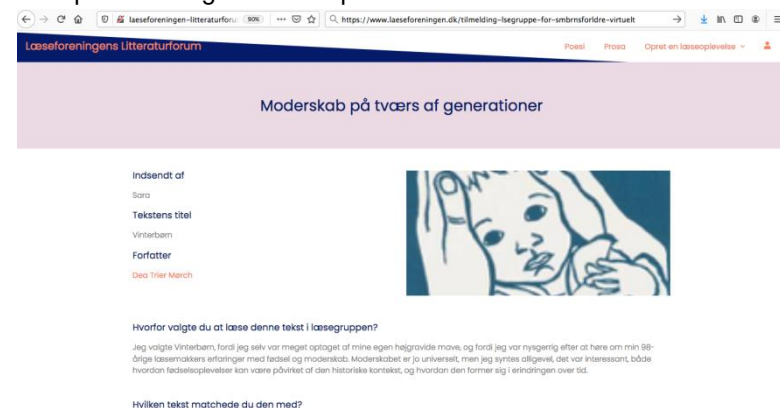 laeseforeningen-litteraturforu
90%
https://www.laeseforeningen.dk/tilmelding-lsegruppe-for-smbrnsforldre-virtuelt
Læseforeningens Litteraturforum
Poesi Prosa Opret en læseoplevelse
Moderskab på tværs af generationer
Indsendt af
Sara
Tekstens titel
Vinterbørn
Forfatter
Dea Trier Mørch
Hvorfor valgte du at læse denne tekst i læsegruppen?
Jeg valgte Vinterbørn, fordi jeg selv var meget optaget af mine egen højgravide mave, og fordi jeg var nysgerrig efter at høre om min 98-
årige læsemakkers erfaringer med fødsel og moderskab. Moderskabet er jo universelt, men jeg syntes alligevel, det var interessant, både
hvordan fødselsoplevelser kan være påvirket af den historiske kontekst, og hvordan den former sig i erindringen over tid.
Hvilken tekst matchede du den med?